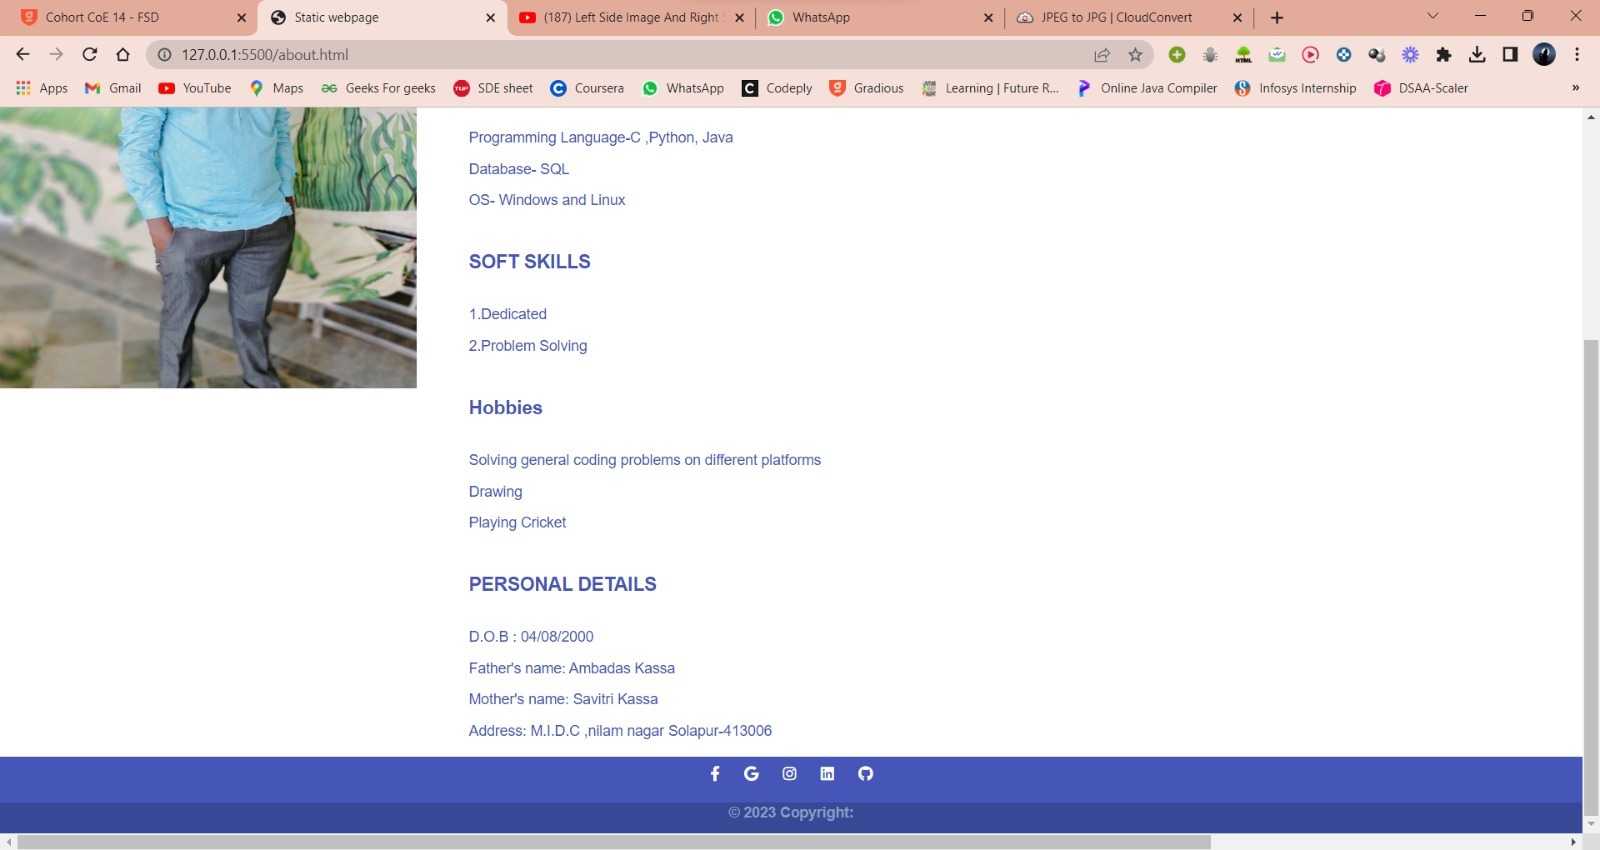 Cohort CoE 14 - FSD
Static webpage
(187) Left Side Image And Right
WhatsApp
JPEG to JPG | CloudConvert
127.0.0.1:5500/about.html
HTML
Apps
Gmail
YouTube
Maps
Geeks For geeks
TUF
SDE sheet
Coursera
WhatsApp
Codeply
Gradious
Learning | Future R...
Online Java Compiler
Infosys Internship
DSAA-Scaler
»
Programming Language-C ,Python, Java
Database- SQL
OS- Windows and Linux
SOFT SKILLS
1.Dedicated
2.Problem Solving
Hobbies
Solving general coding problems on different platforms
Drawing
Playing Cricket
PERSONAL DETAILS
D.O.B : 04/08/2000
Father's name: Ambadas Kassa
Mother's name: Savitri Kassa
Address: M.I.D.C ,nilam nagar Solapur-413006
© 2023 Copyright: